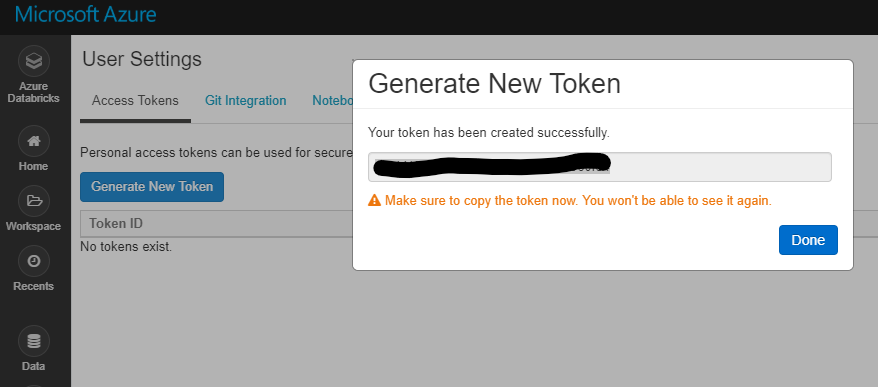 Microsoft Azure
User Settings
Azure
Databricks
Access Tokens
Git Integration
Home
Personal access tokens can be used for secure
Generate New Token
Workspace
Token ID
No tokens exist.
Recents
Data
Generate New Token
Your token has been created successfully.
Make sure to copy the token now. You won't be able to see it again.
Done